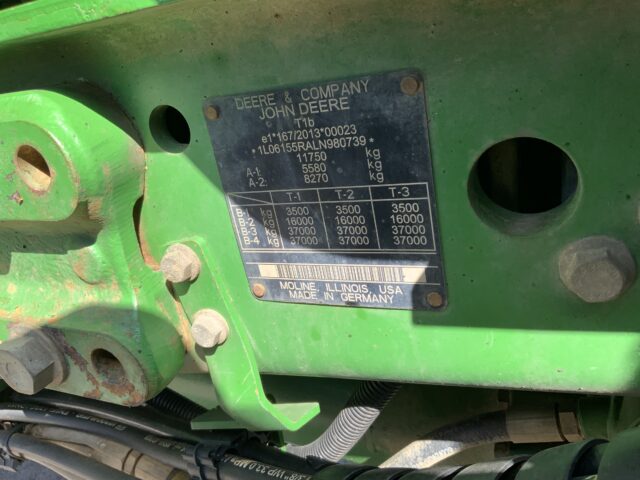 DEERE & COMPANY
JOHN DEERE
T1b
e1*167/2013*00023
*1L06155RALN980739*
11750 kg
A-1: 5580 kg
A-2: 8270 kg
T-1 T-2 T-3
B-1 kg 3500 3500 3500
B-2 kg 16000 16000 16000
B-3 kg 37000 37000 37000
B-4 kg 37000 37000 37000
MOLINE, ILLINOIS, USA
MADE IN GERMANY